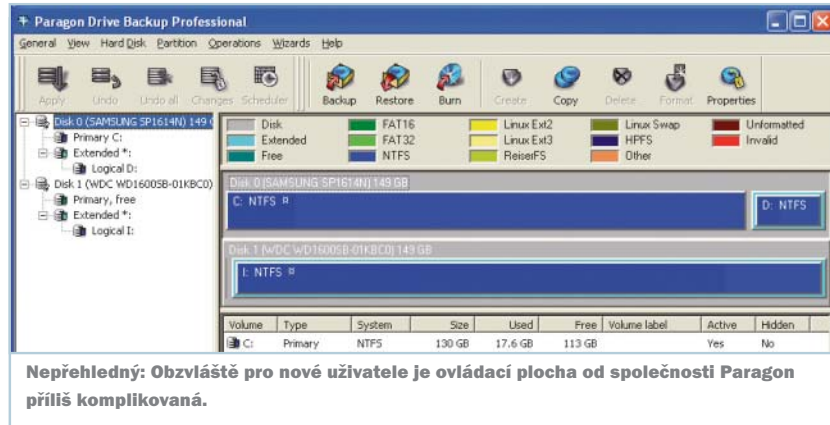 Paragon Drive Backup Professional
General View Hard Disk Partition Operations Wizards Help
Apply Undo Undo all Changes Scheduler Backup Restore Burn Create Copy Delete Format Properties
Disk 0 (SAMSUNG SP1614N) 149 (
Primary C:
Extended *:
Logical D:
Disk 1 (WDC WD1600SB-01KBC0)
Primary, free
Extended *:
Logical I:
Disk FAT16 Linux Ext2 Linux Swap Unformatted
Extended FAT32 Linux Ext3 HPFS Invalid
Free NTFS ReiserFS Other
Disk 0 (SAMSUNG SP1614N) 149 GB
C: NTFS ¤
D: NTFS
Disk 1 (WDC WD1600SB-01KBC0) 149 GB
I: NTFS ¤
Volume Type System Size Used Free Volume label Active Hidden
C: Primary NTFS 130 GB 17.6 GB 113 GB Yes No
Nepřehledný: Obzvláště pro nové uživatele je ovládací plocha od společnosti Paragon
příliš komplikovaná.